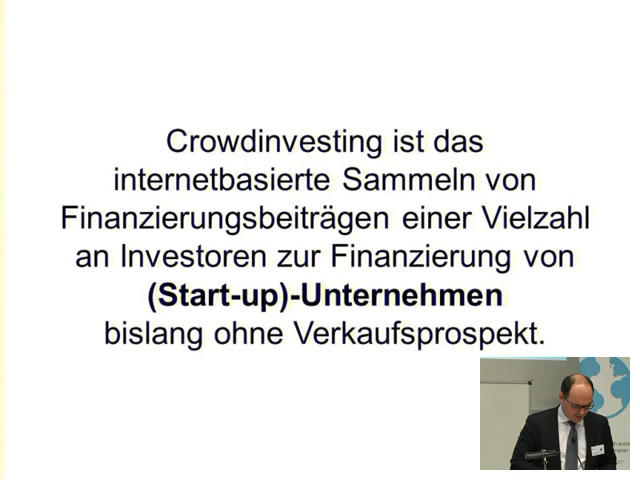 Crowdinvesting ist das
internetbasierte Sammeln von
Finanzierungsbeiträgen einer Vielzahl
an Investoren zur Finanzierung von
(Start-up)-Unternehmen
bislang ohne Verkaufsprospekt.